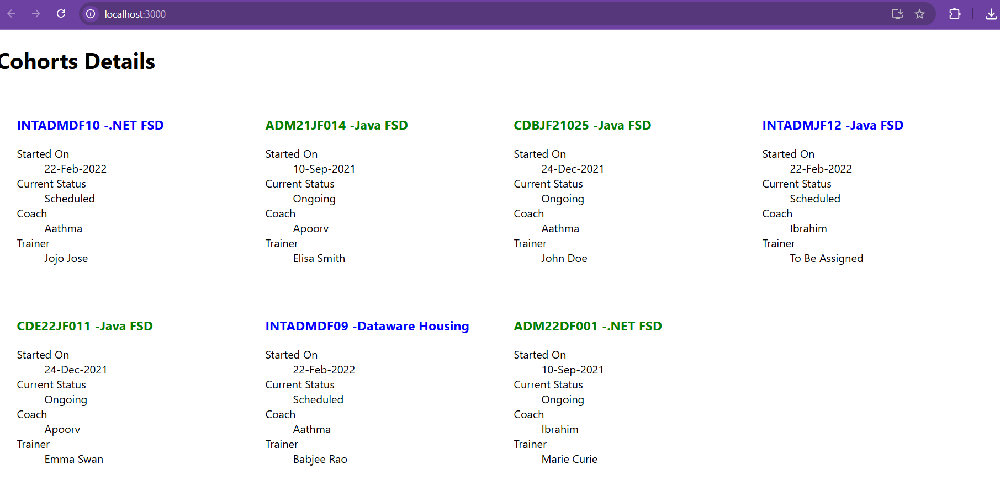 localhost:3000
Cohorts Details
INTADMDF10 -.NET FSD
Started On
22-Feb-2022
Current Status
Scheduled
Coach
Aathma
Trainer
Jojo Jose
ADM21JF014 -Java FSD
Started On
10-Sep-2021
Current Status
Ongoing
Coach
Apoorv
Trainer
Elisa Smith
CDBJF21025 -Java FSD
Started On
24-Dec-2021
Current Status
Ongoing
Coach
Aathma
Trainer
John Doe
INTADMJF12 -Java FSD
Started On
22-Feb-2022
Current Status
Scheduled
Coach
Ibrahim
Trainer
To Be Assigned
CDE22JF011 -Java FSD
Started On
24-Dec-2021
Current Status
Ongoing
Coach
Apoorv
Trainer
Emma Swan
INTADMDF09 -Dataware Housing
Started On
22-Feb-2022
Current Status
Scheduled
Coach
Aathma
Trainer
Babjee Rao
ADM22DF001 -.NET FSD
Started On
10-Sep-2021
Current Status
Ongoing
Coach
Ibrahim
Trainer
Marie Curie